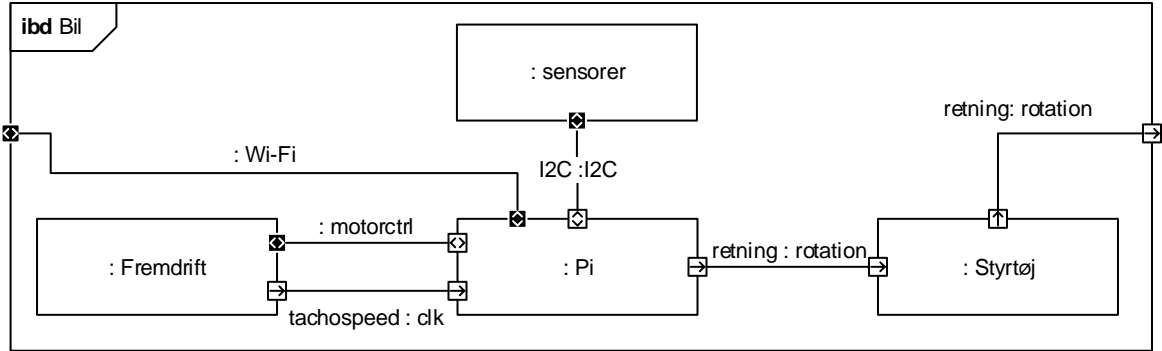 ibd Bil
: sensorer
retning: rotation
: Wi-Fi
I2C :I2C
: motorctrl
: Fremdrift
: Pi
retning : rotation
: Styrtøj
tachospeed : clk